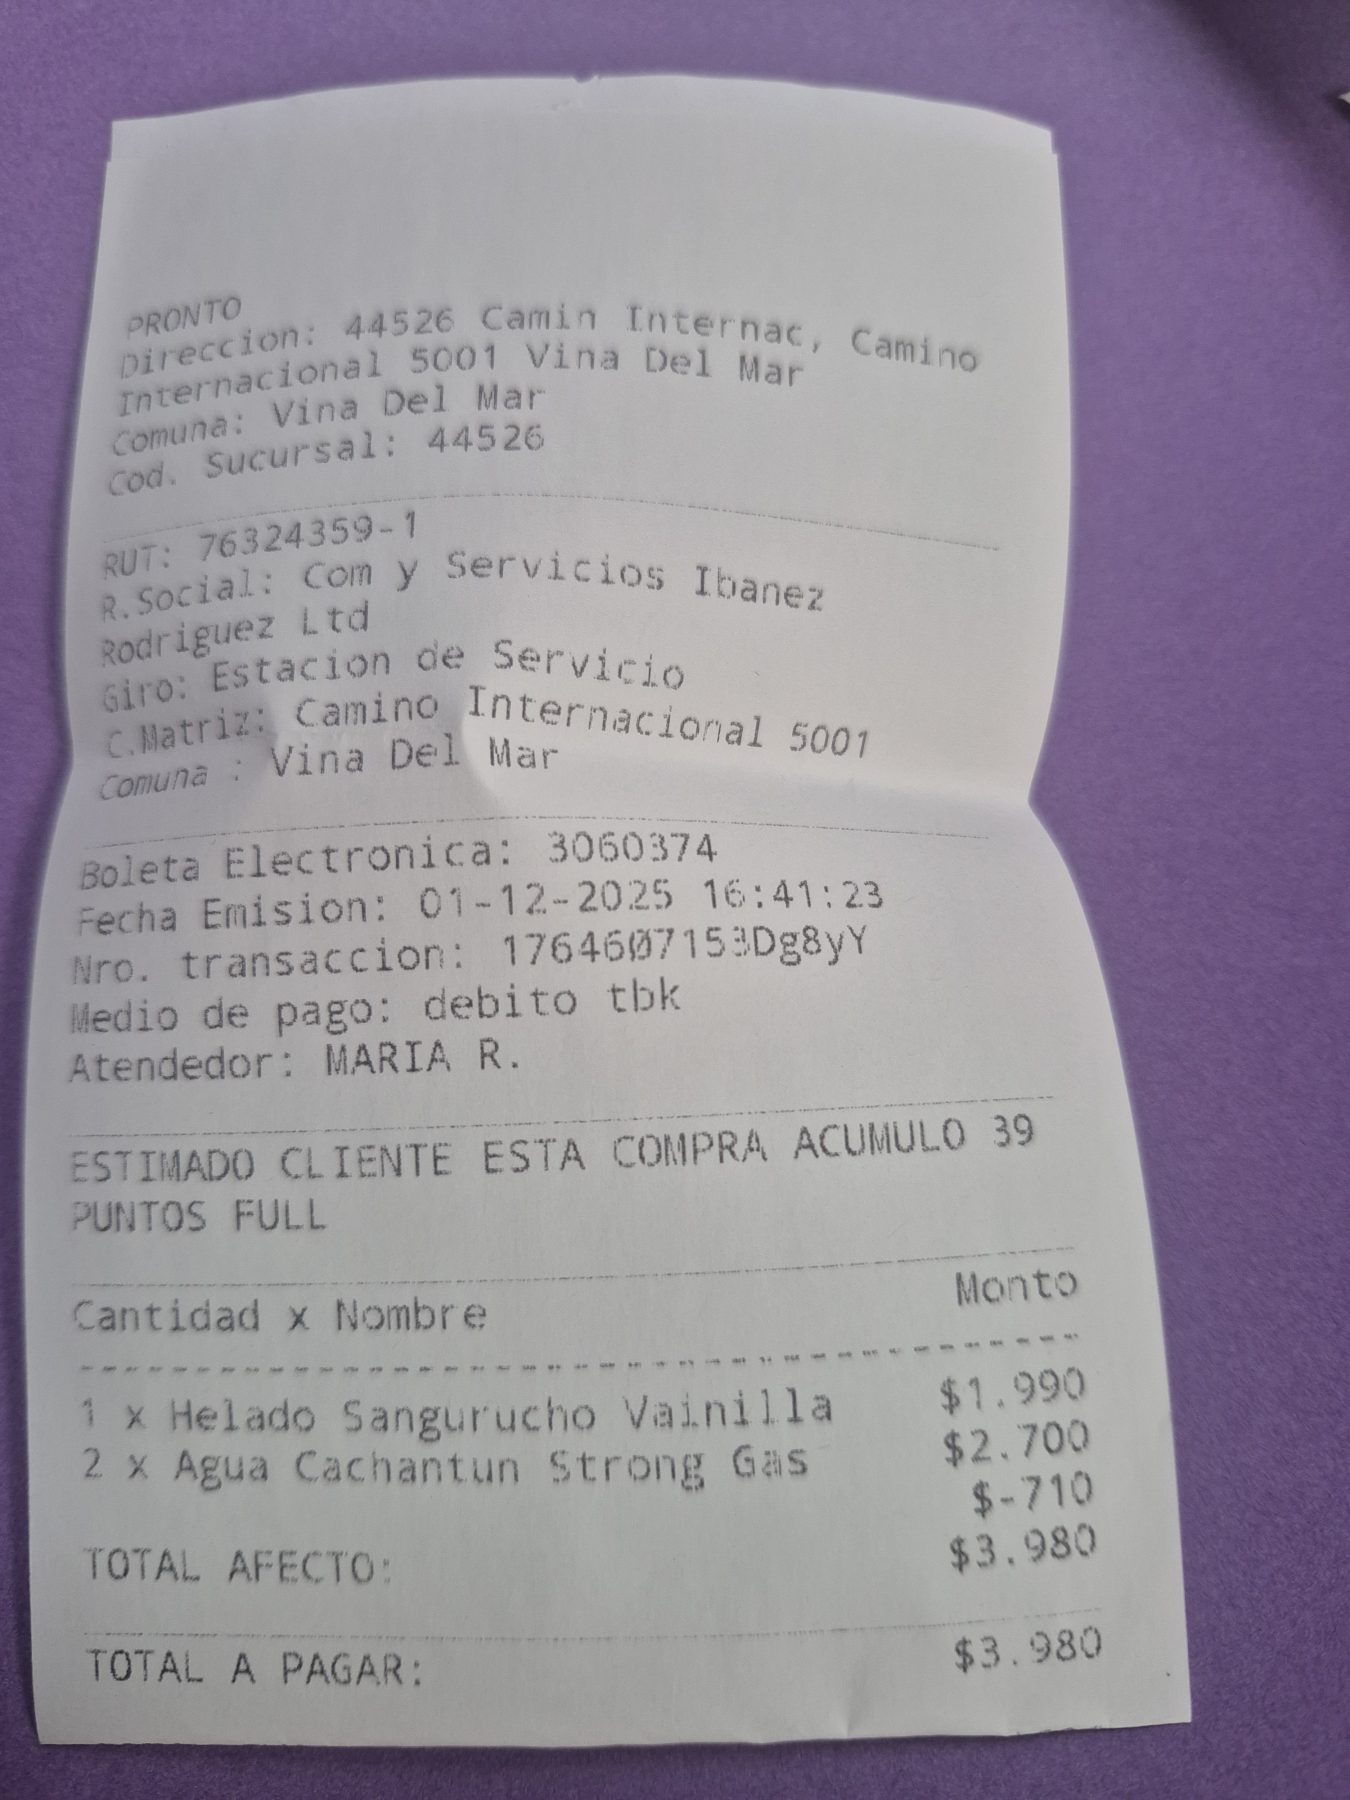 PRONTO
Direccion: 44526 Camin Internac, Camino
Internacional 5001 Vina Del Mar
Comuna: Vina Del Mar
Cod. Sucursal: 44526
RUT: 76324359-1
R.Social: Com y Servicios Ibanez
Rodriguez Ltd
Giro: Estacion de Servicio
C.Matriz: Camino Internacional 5001
Comuna : Vina Del Mar
Boleta Electronica: 3060374
Fecha Emision: 01-12-2025 16:41:23
Nro. transaccion: 1764607153Dg8yY
Medio de pago: debito tbk
Atendedor: MARIA R.
ESTIMADO CLIENTE ESTA COMPRA ACUMULO 39
PUNTOS FULL
Cantidad x Nombre Monto
1 x Helado Sangurucho Vainilla $1.990
2 x Agua Cachantun Strong Gas $2.700
$-710
TOTAL AFECTO: $3.980
TOTAL A PAGAR: $3.980